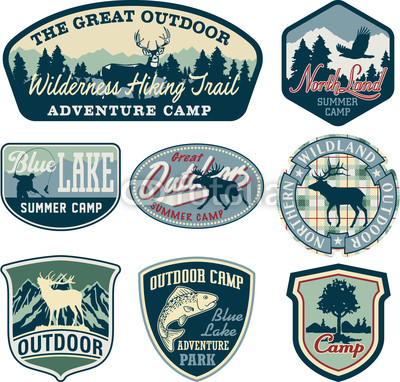 THE GREAT OUTDOOR
Wilderness Hiking Trail
ADVENTURE CAMP
North Land
SUMMER
CAMP
Blue
LAKE
SUMMER CAMP
Great
Outdoors
SUMMER CAMP
WILDLAND
OUTDOOR
NORTHERN
OUTDOOR
OUTDOOR CAMP
Blue
Lake
ADVENTURE
PARK
Camp